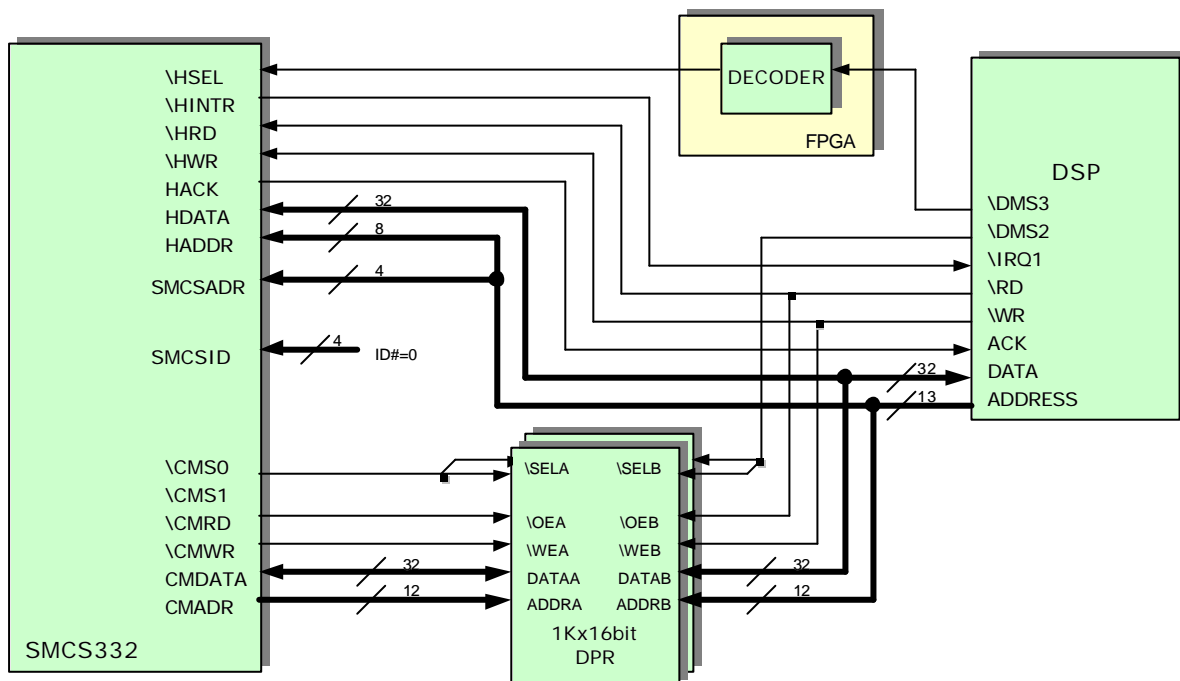 \HSEL
\HINTR
\HRD
\HWR
HACK
HDATA
HADDR
SMCSADR
SMCSID
\CMS0
\CMS1
\CMRD
\CMWR
CMDATA
CMADR
SMCS332
32
8
4
4
ID#=0
DECODER
FPGA
DSP
\DMS3
\DMS2
\IRQ1
\RD
\WR
ACK
DATA
ADDRESS
32
13
\SELA
\SELB
\OEA
\OEB
\WEA
\WEB
DATAA
DATAB
ADDRA
ADDRB
1Kx16bit
DPR
32
12
32
12